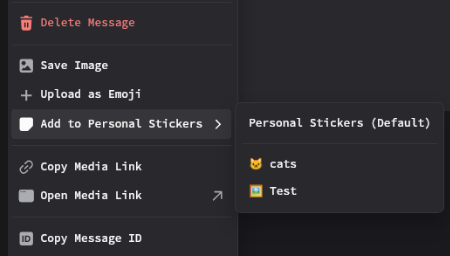 Delete Message
Save Image
Upload as Emoji
Add to Personal Stickers
Personal Stickers (Default)
cats
Test
Copy Media Link
Open Media Link
ID Copy Message ID